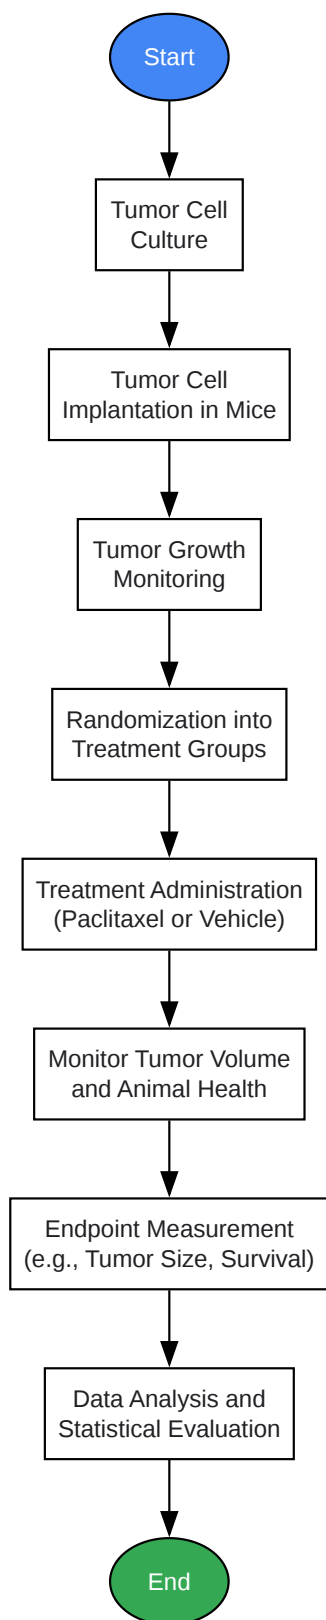 Start
Tumor Cell
Culture
Tumor Cell
Implantation in Mice
Tumor Growth
Monitoring
Randomization into
Treatment Groups
Treatment Administration
(Paclitaxel or Vehicle)
Monitor Tumor Volume
and Animal Health
Endpoint Measurement
(e.g., Tumor Size, Survival)
Data Analysis and
Statistical Evaluation
End